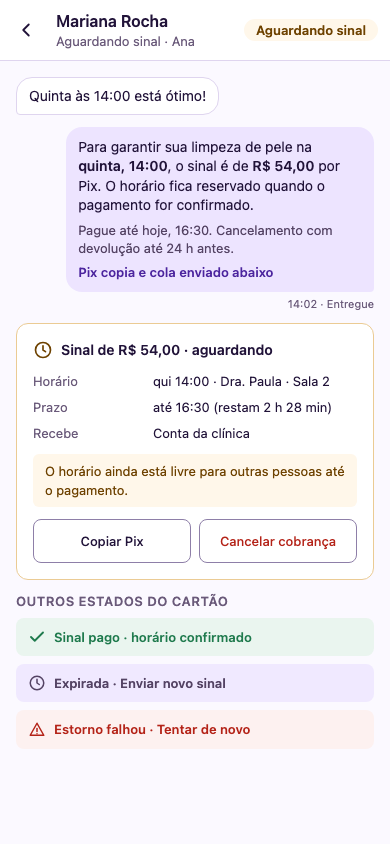 Mariana Rocha
Aguardando sinal · Ana
Aguardando sinal
Quinta às 14:00 está ótimo!
Para garantir sua limpeza de pele na
quinta, 14:00, o sinal é de R$ 54,00 por
Pix. O horário fica reservado quando o
pagamento for confirmado.
Pague até hoje, 16:30. Cancelamento com
devolução até 24 h antes.
Pix copia e cola enviado abaixo
14:02 · Entregue
Sinal de R$ 54,00 · aguardando
Horário qui 14:00 · Dra. Paula · Sala 2
Prazo até 16:30 (restam 2 h 28 min)
Recebe Conta da clínica
O horário ainda está livre para outras pessoas até
o pagamento.
Copiar Pix Cancelar cobrança
OUTROS ESTADOS DO CARTÃO
Sinal pago · horário confirmado
Expirada · Enviar novo sinal
Estorno falhou · Tentar de novo